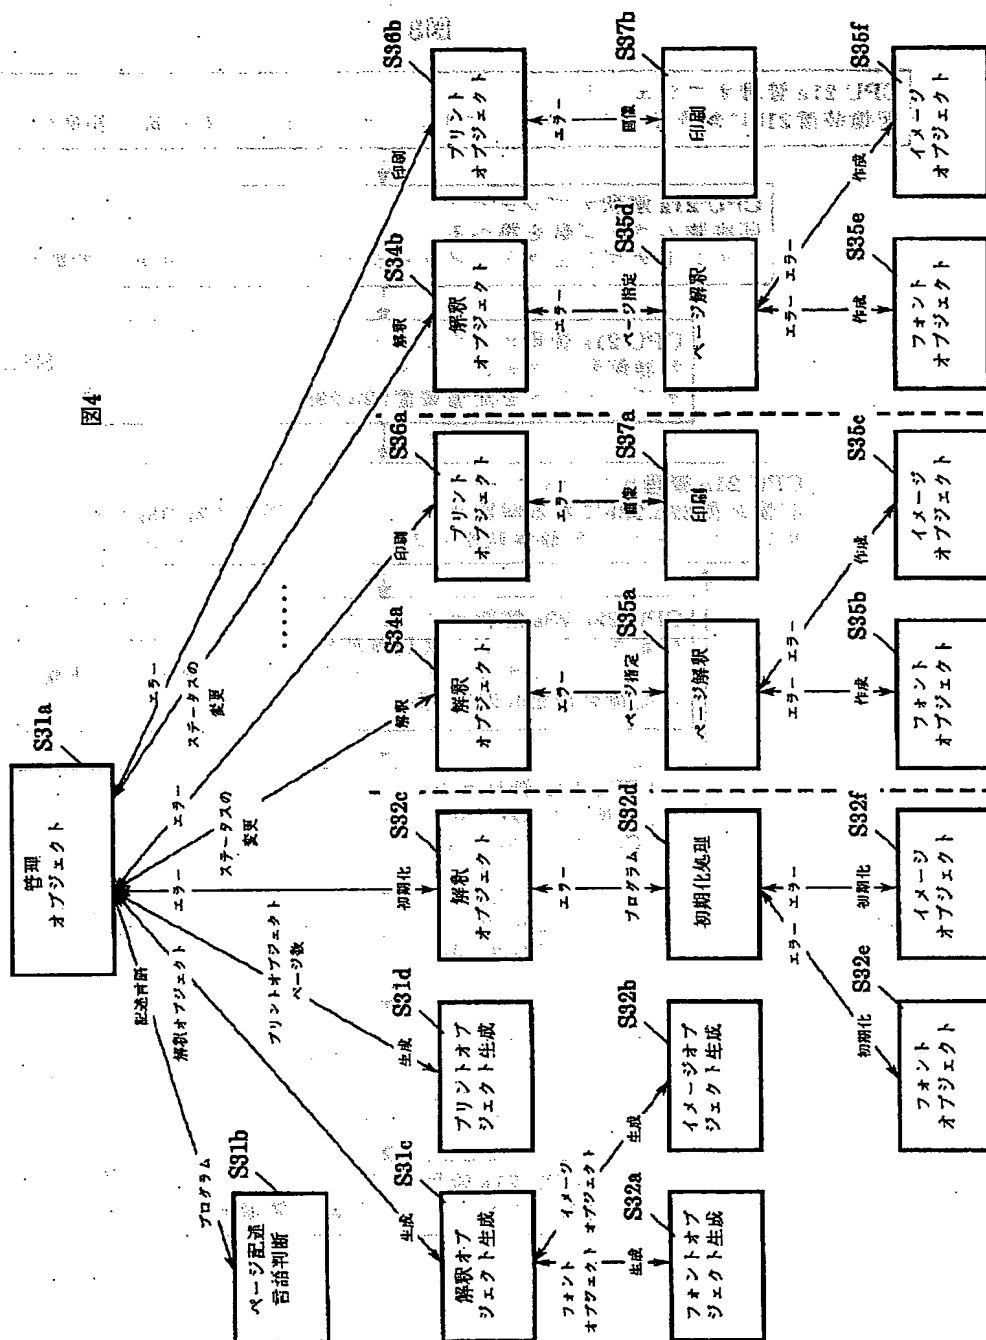 図4
管理
オブジェクト
S31a
プログラム
記述言語
ページ記述
言語判断
S31b
解釈オブジェクト
生成
解釈オブ
ジェクト生成
S31c
プリントオブジェクト
ページ数
生成
プリントオブ
ジェクト生成
S31d
フォント
オブジェクト
生成
フォントオブ
ジェクト生成
S32a
イメージ
オブジェクト
生成
イメージオブ
ジェクト生成
S32b
エラー
初期化
解釈
オブジェクト
S32c
エラー
プログラム
初期化処理
S32d
エラー
初期化
フォント
オブジェクト
S32e
エラー
初期化
イメージ
オブジェクト
S32f
ステータスの
変更
解釈
解釈
オブジェクト
S34a
エラー
ページ指定
ページ解釈
S35a
エラー
作成
フォント
オブジェクト
S35b
エラー
作成
イメージ
オブジェクト
S35c
エラー
印刷
プリント
オブジェクト
S36a
エラー
画像
印刷
S37a
......
ステータスの
変更
解釈
解釈
オブジェクト
S34b
エラー
ページ指定
ページ解釈
S35d
エラー
作成
フォント
オブジェクト
S35e
エラー
作成
イメージ
オブジェクト
S35f
エラー
印刷
プリント
オブジェクト
S36b
エラー
画像
印刷
S37b